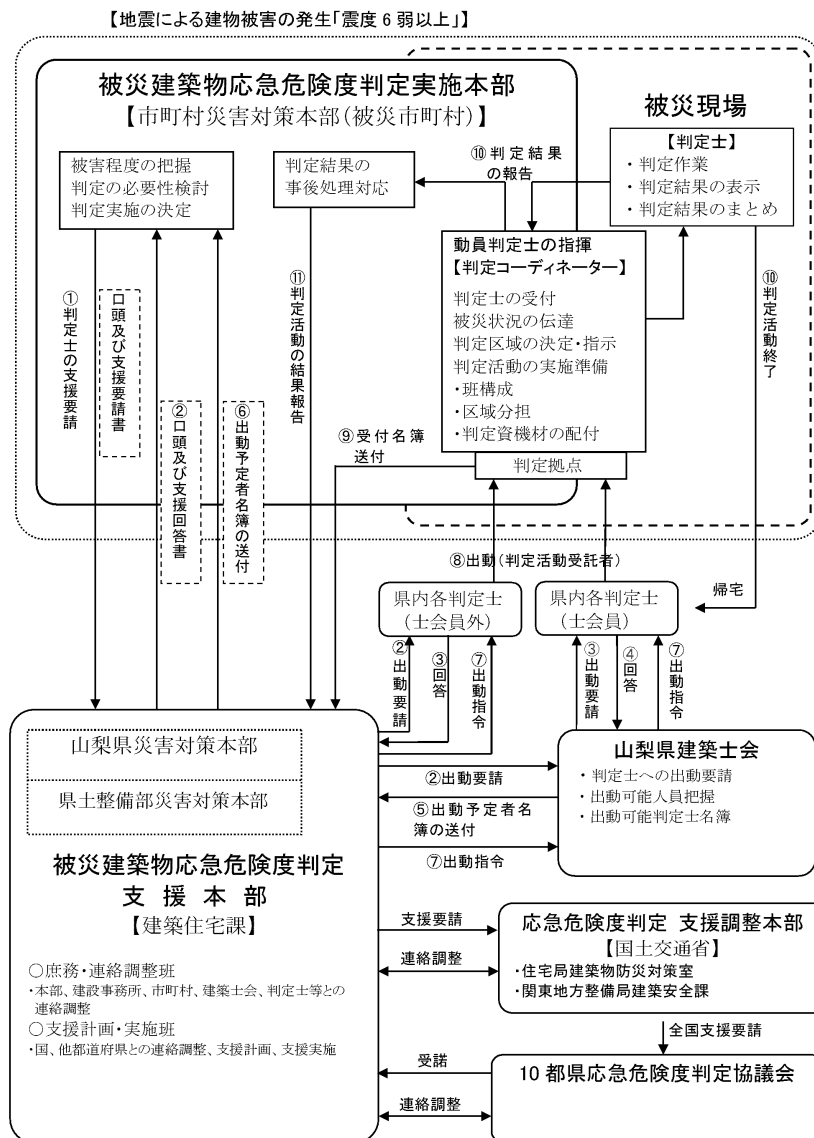 【地震による建物被害の発生「震度6弱以上」】
被災建築物応急危険度判定実施本部
【市町村災害対策本部(被災市町村)】
被害程度の把握
判定の必要性検討
判定実施の決定
判定結果の
事後処理対応
⑩判定結果
の報告
被災現場
【判定士】
・判定作業
・判定結果の表示
・判定結果のまとめ
動員判定士の指揮
【判定コーディネーター】
判定士の受付
被災状況の伝達
判定区域の決定・指示
判定活動の実施準備
・班構成
・区域分担
・判定資機材の配付
判定拠点
①判定士の支援要請
口頭及び支援要請書
②口頭及び支援回答書
⑥出動予定者名簿の送付
⑪判定活動の結果報告
⑨受付名簿
送付
⑩判定活動終了
⑧出動(判定活動受託者)
県内各判定士
(士会員外)
県内各判定士
(士会員)
帰宅
②出動要請
③回答
⑦出動指令
③出動要請
④回答
⑦出動指令
山梨県災害対策本部
県土整備部災害対策本部
被災建築物応急危険度判定
支援本部
【建築住宅課】
○庶務・連絡調整班
・本部、建設事務所、市町村、建築士会、判定士等との
連絡調整
○支援計画・実施班
・国、他都道府県との連絡調整、支援計画、支援実施
②出動要請
⑤出動予定者名
簿の送付
⑦出動指令
山梨県建築士会
・判定士への出動要請
・出動可能人員把握
・出動可能判定士名簿
支援要請
連絡調整
応急危険度判定 支援調整本部
【国土交通省】
・住宅局建築物防災対策室
・関東地方整備局建築安全課
全国支援要請
受諾
連絡調整
10都県応急危険度判定協議会